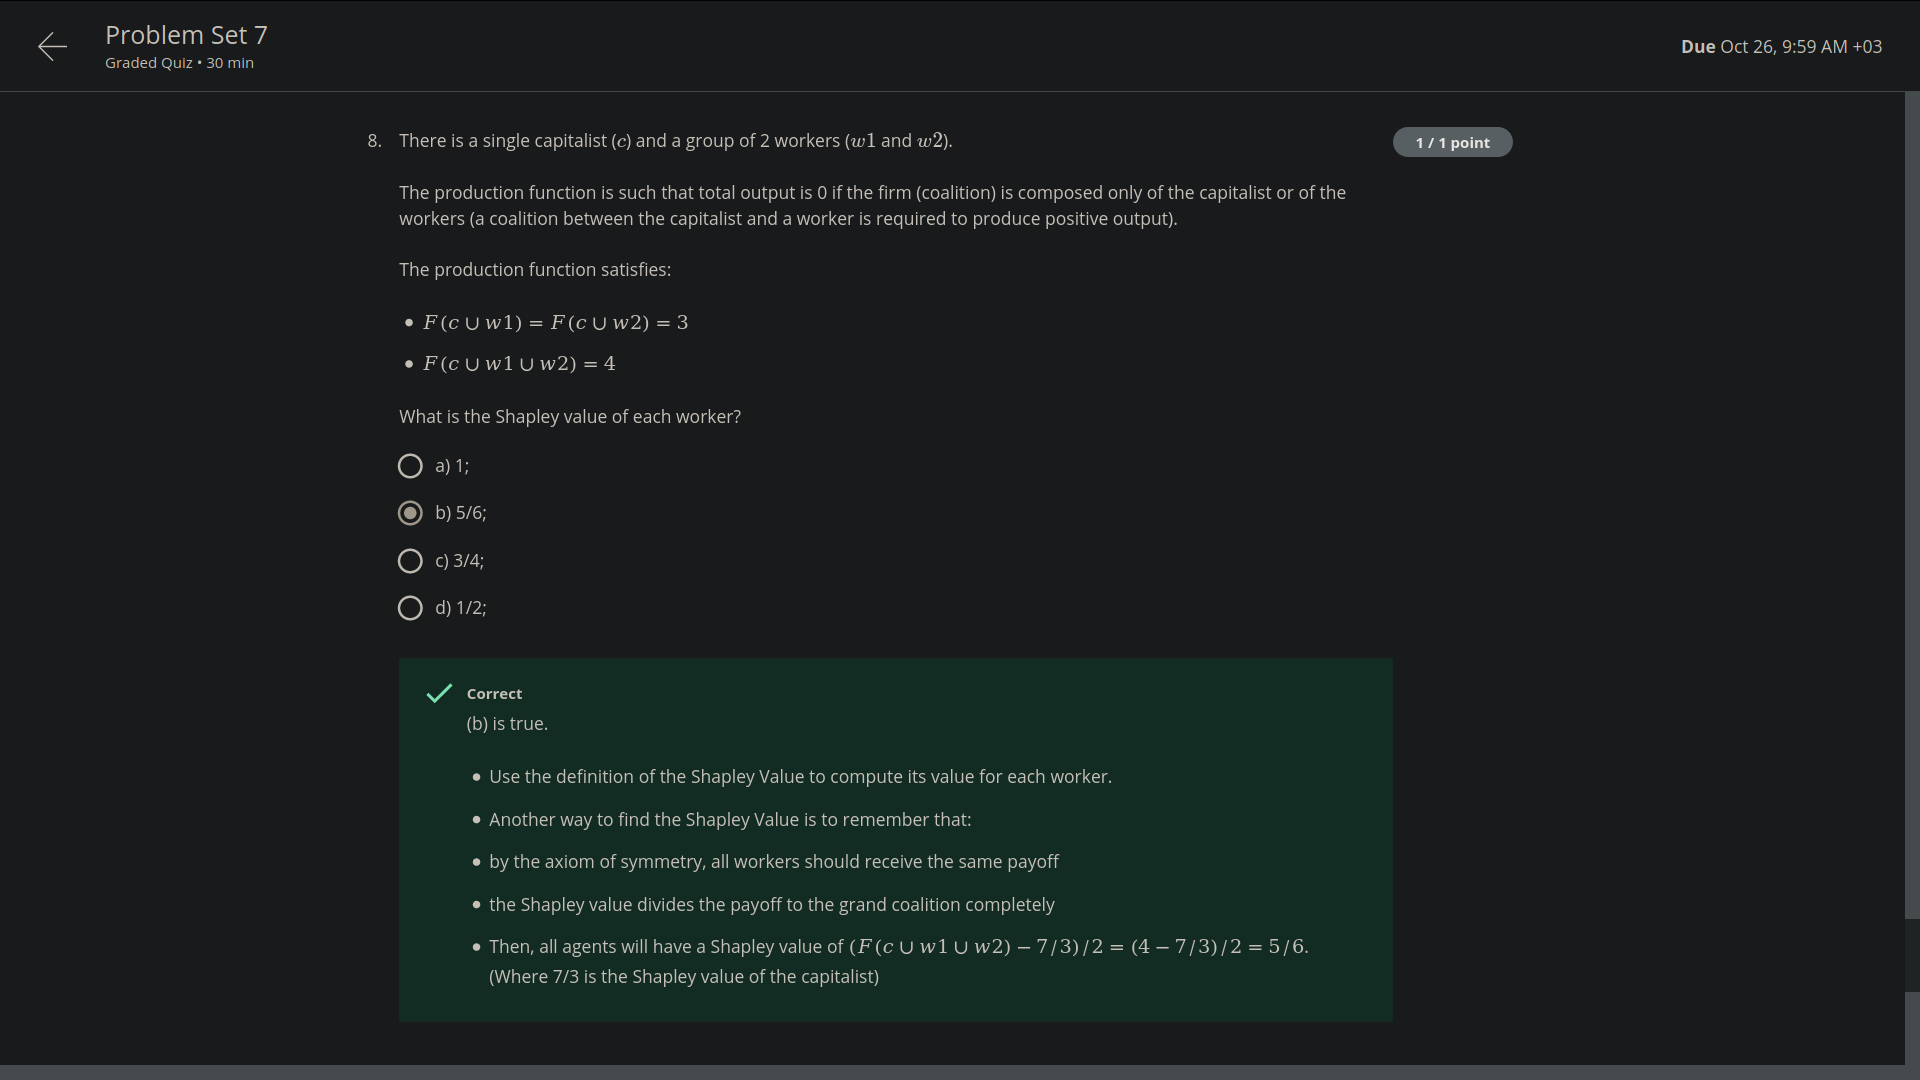 Problem Set 7
Graded Quiz • 30 min
Due Oct 26, 9:59 AM +03
8. There is a single capitalist (c) and a group of 2 workers (w1 and w2).
1 / 1 point
The production function is such that total output is 0 if the firm (coalition) is composed only of the capitalist or of the
workers (a coalition between the capitalist and a worker is required to produce positive output).
The production function satisfies:
• F(c ∪ w1) = F(c ∪ w2) = 3
• F(c ∪ w1 ∪ w2) = 4
What is the Shapley value of each worker?
a) 1;
b) 5/6;
c) 3/4;
d) 1/2;
Correct
(b) is true.
• Use the definition of the Shapley Value to compute its value for each worker.
• Another way to find the Shapley Value is to remember that:
• by the axiom of symmetry, all workers should receive the same payoff
• the Shapley value divides the payoff to the grand coalition completely
• Then, all agents will have a Shapley value of (F(c ∪ w1 ∪ w2) − 7/3)/2 = (4 − 7/3)/2 = 5/6.
(Where 7/3 is the Shapley value of the capitalist)